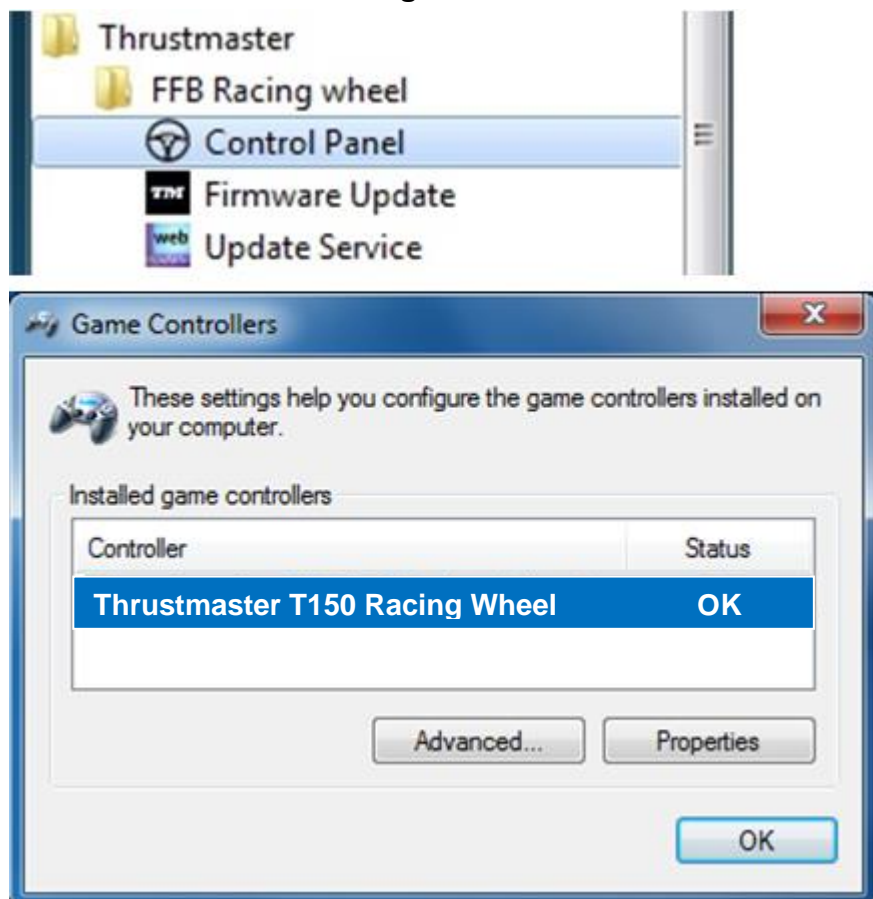 Thrustmaster
FFB Racing wheel
Control Panel
TM Firmware Update
web Update Service
Game Controllers
These settings help you configure the game controllers installed on
your computer.
Installed game controllers
Controller Status
Thrustmaster T150 Racing Wheel OK
Advanced... Properties
OK